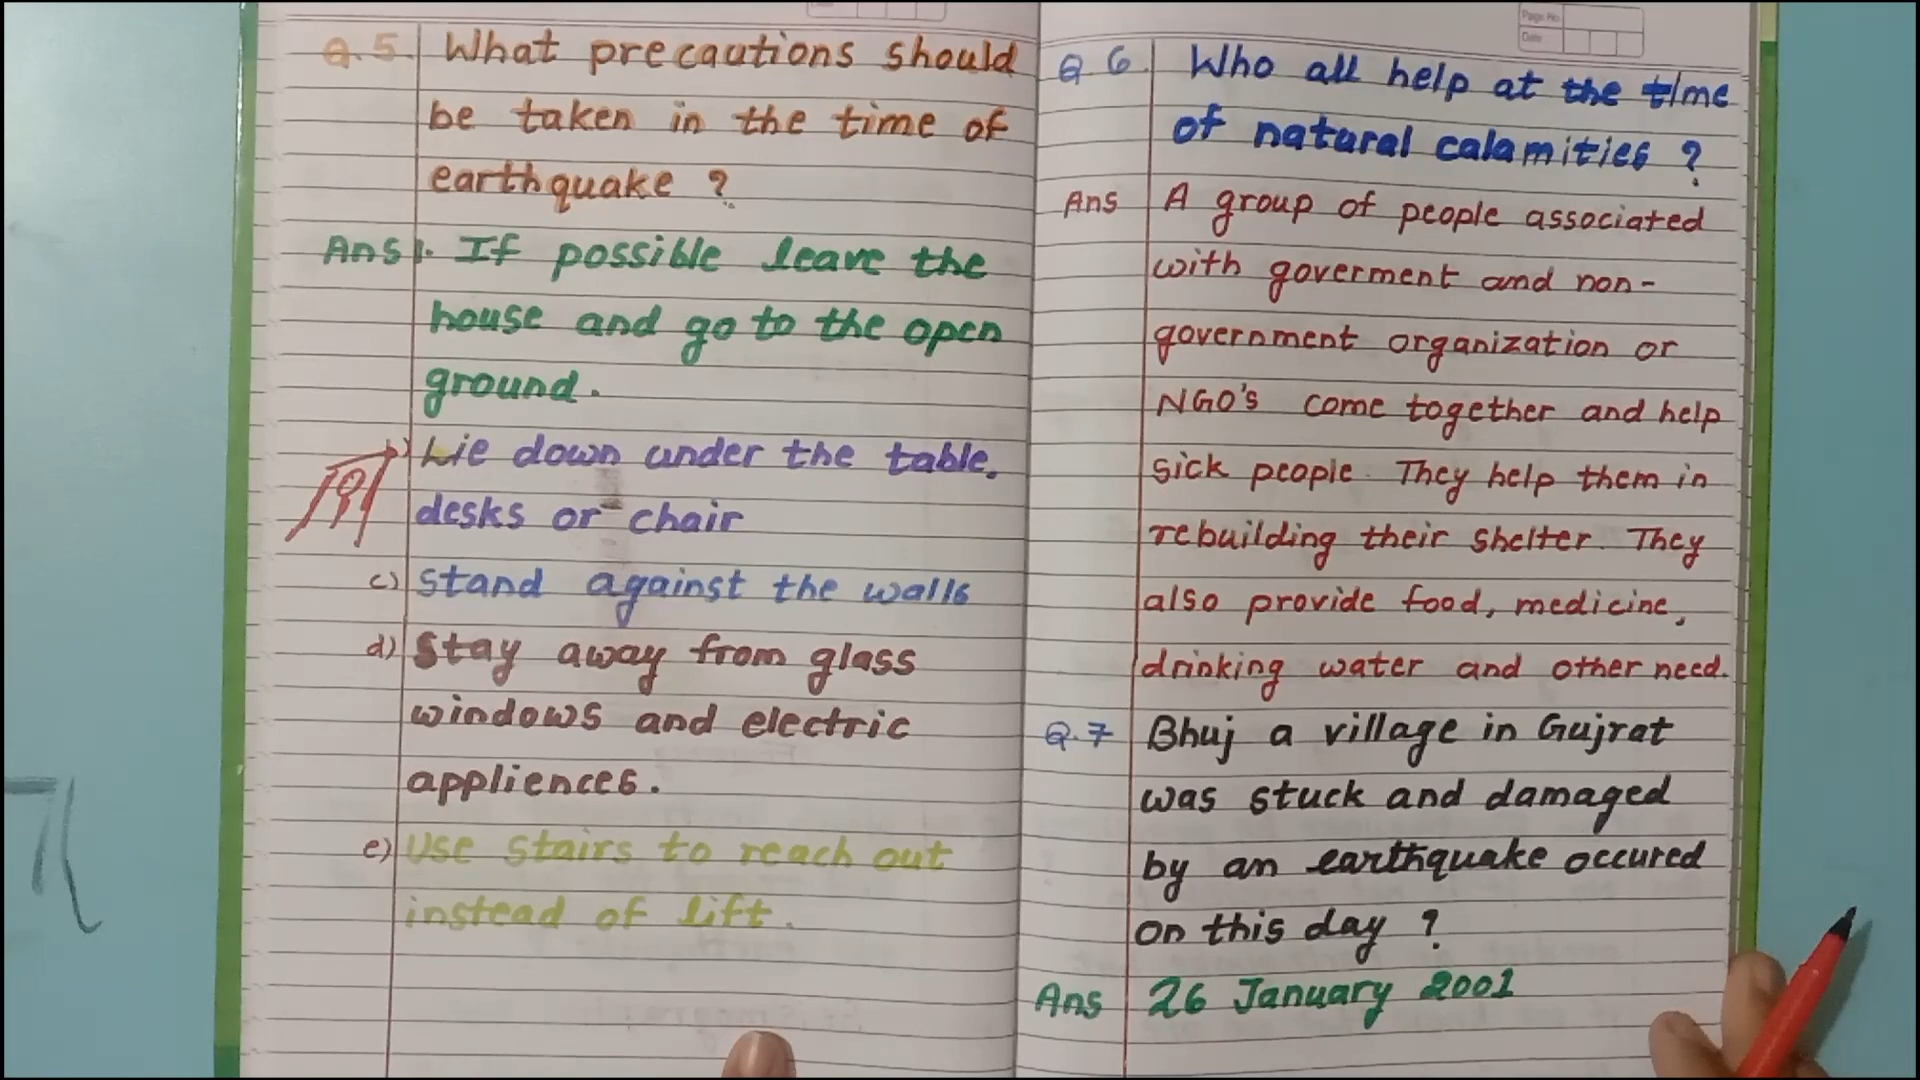 Q.5 What precautions should
be taken in the time of
earthquake ?
Ans 1. If possible leave the
house and go to the open
ground.
b) Lie down under the table,
desks or chair
c) Stand against the walls
d) Stay away from glass
windows and electric
appliences.
e) Use stairs to reach out
instead of lift.
Page No.
Date
Q.6 Who all help at the time
of natural calamities ?
Ans A group of people associated
with goverment and non-
government organization or
NGO's come together and help
sick people. They help them in
rebuilding their shelter. They
also provide food, medicine,
drinking water and other need.
Q.7 Bhuj a village in Gujrat
was stuck and damaged
by an earthquake occured
on this day ?
Ans 26 January 2001